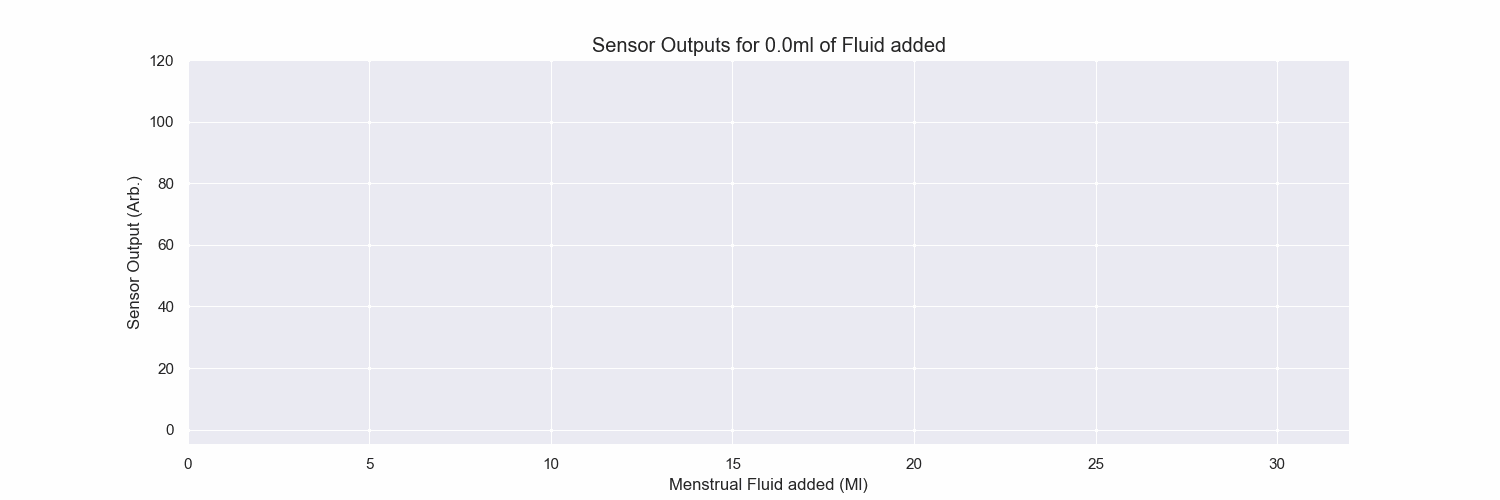 Sensor Outputs for 0.0ml of Fluid added
120
100
80
60
40
20
0
Sensor Output (Arb.)
0 5 10 15 20 25 30
Menstrual Fluid added (Ml)